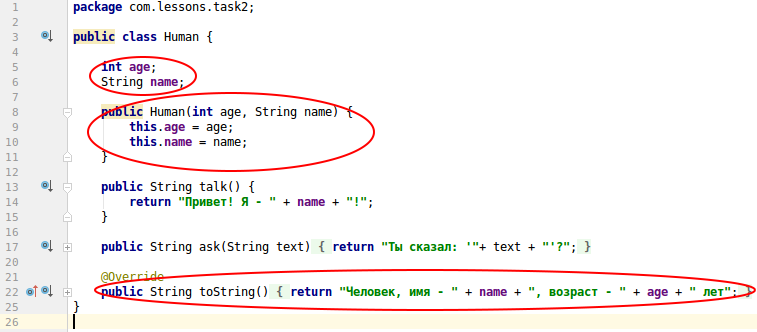 1 package com.lessons.task2;
2
3 public class Human {
4
5 int age;
6 String name;
7
8 public Human(int age, String name) {
9 this.age = age;
10 this.name = name;
11 }
12
13 public String talk() {
14 return "Привет! Я - " + name + "!";
15 }
16
17 public String ask(String text) { return "Ты сказал: '"+ text + "'?"; }
20
21 @Override
22 public String toString() { return "Человек, имя - " + name + ", возраст - " + age + " лет"; }
25 }
26